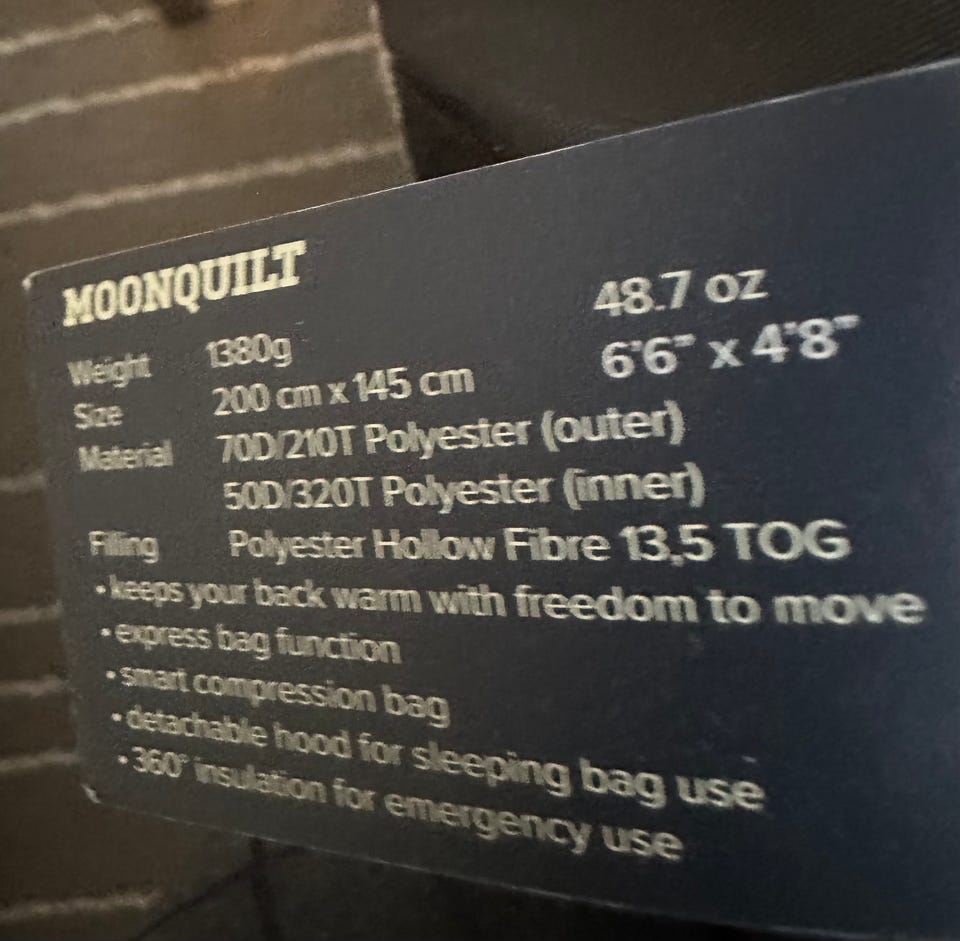 MOONQUILT
Weight 1380g 48.7 oz
Size 200 cm x 145 cm 6'6" x 4'8"
Material 70D/210T Polyester (outer)
50D/320T Polyester (inner)
Filling Polyester Hollow Fibre 13,5 TOG
• keeps your back warm with freedom to move
• express bag function
• smart compression bag
• detachable hood for sleeping bag use
• 360° insulation for emergency use